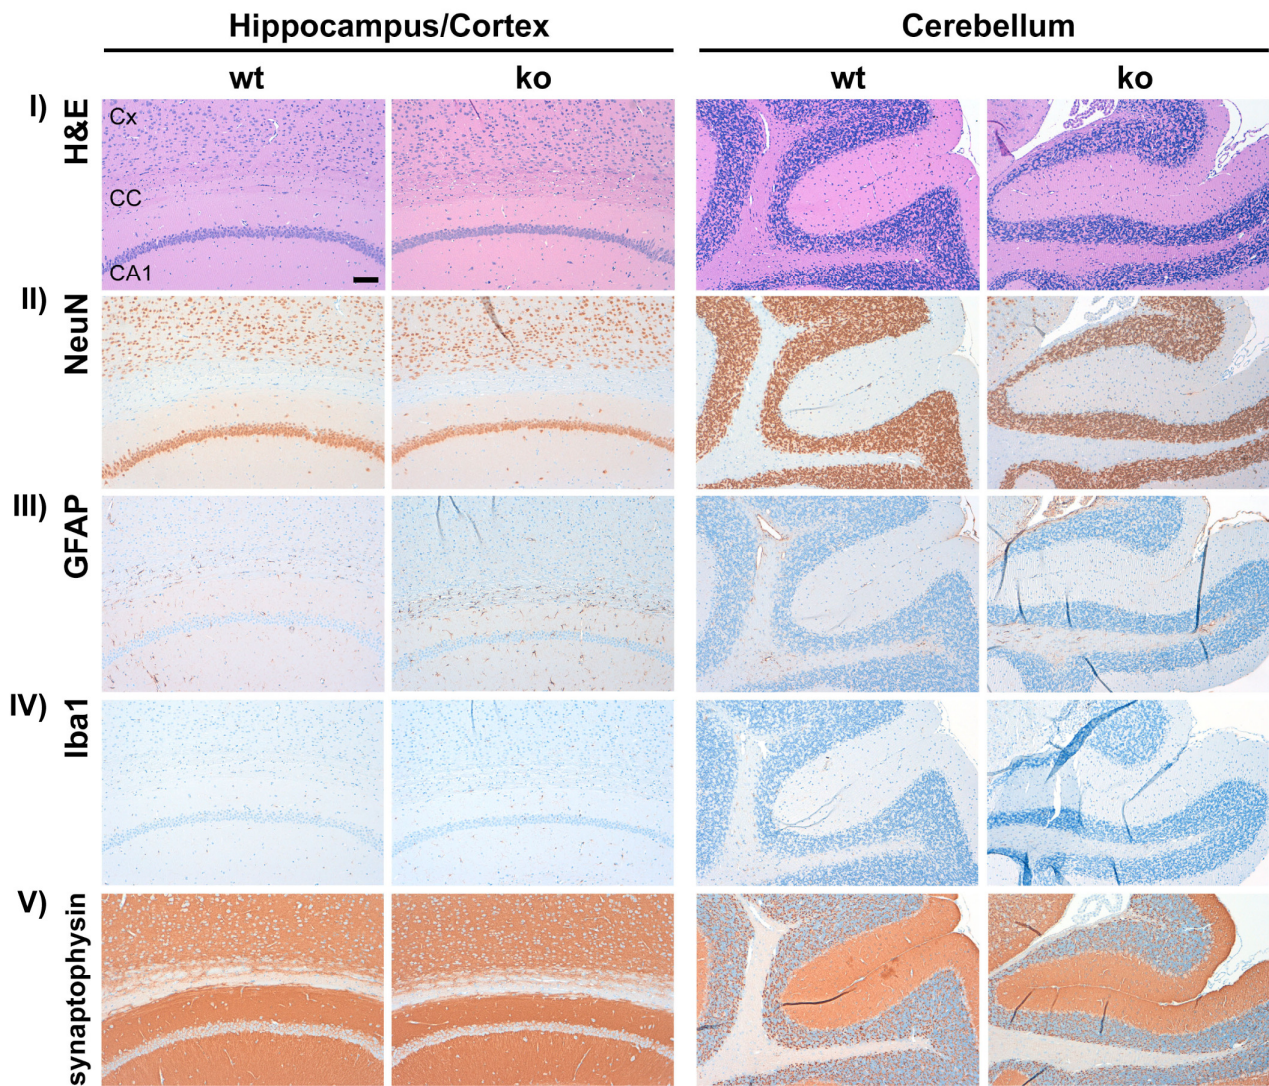 Hippocampus/Cortex
Cerebellum
wt
ko
wt
ko
I)
H&E
Cx
CC
CA1
II)
NeuN
III)
GFAP
IV)
Iba1
V)
synaptophysin